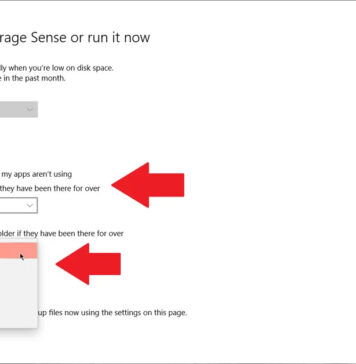 rage Sense or run it now
lly when you're low on disk space.
e in the past month.
my apps aren't using
they have been there for over
older if they have been there for over
up files now using the settings on this page.